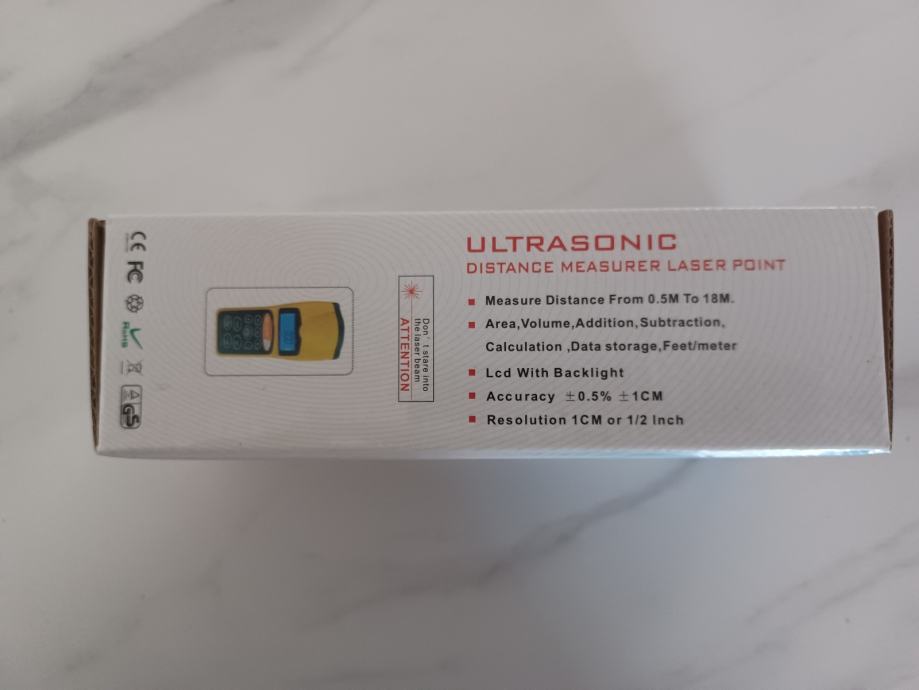 ULTRASONIC
DISTANCE MEASURER LASER POINT
Measure Distance From 0.5M To 18M.
Area,Volume,Addition,Subtraction,
Calculation ,Data storage,Feet/meter
Lcd With Backlight
Accuracy ±0.5% ±1CM
Resolution 1CM or 1/2 Inch
Don't stare into
the laser beam
ATTENTION
CE
FC
RoHS
GS